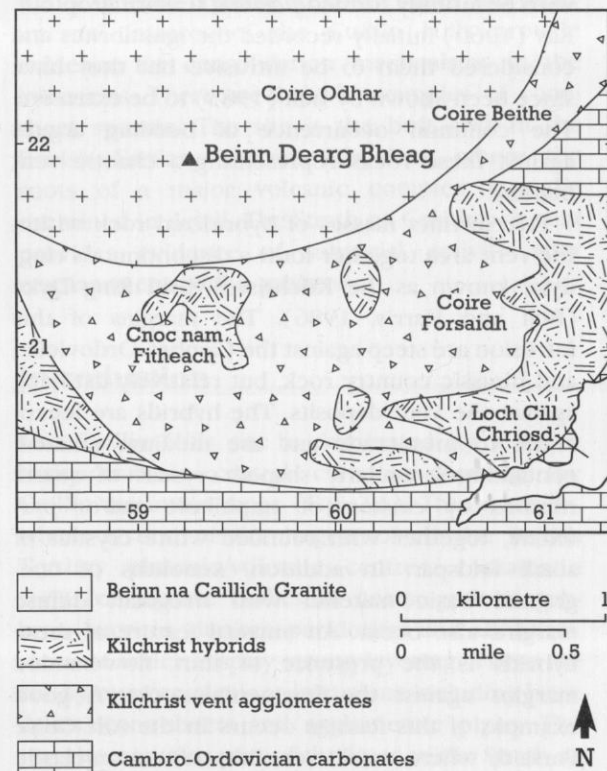 Coire Odhar
Coire Beithe
22
Beinn Dearg Bheag
Coire
Forsaidh
Cnoc nam
Fitheach
21
Loch Cill
Chriosd
59
60
61
Beinn na Caillich Granite
0 kilometre 1
Kilchrist hybrids
0 mile 0.5
Kilchrist vent agglomerates
Cambro-Ordovician carbonates
N